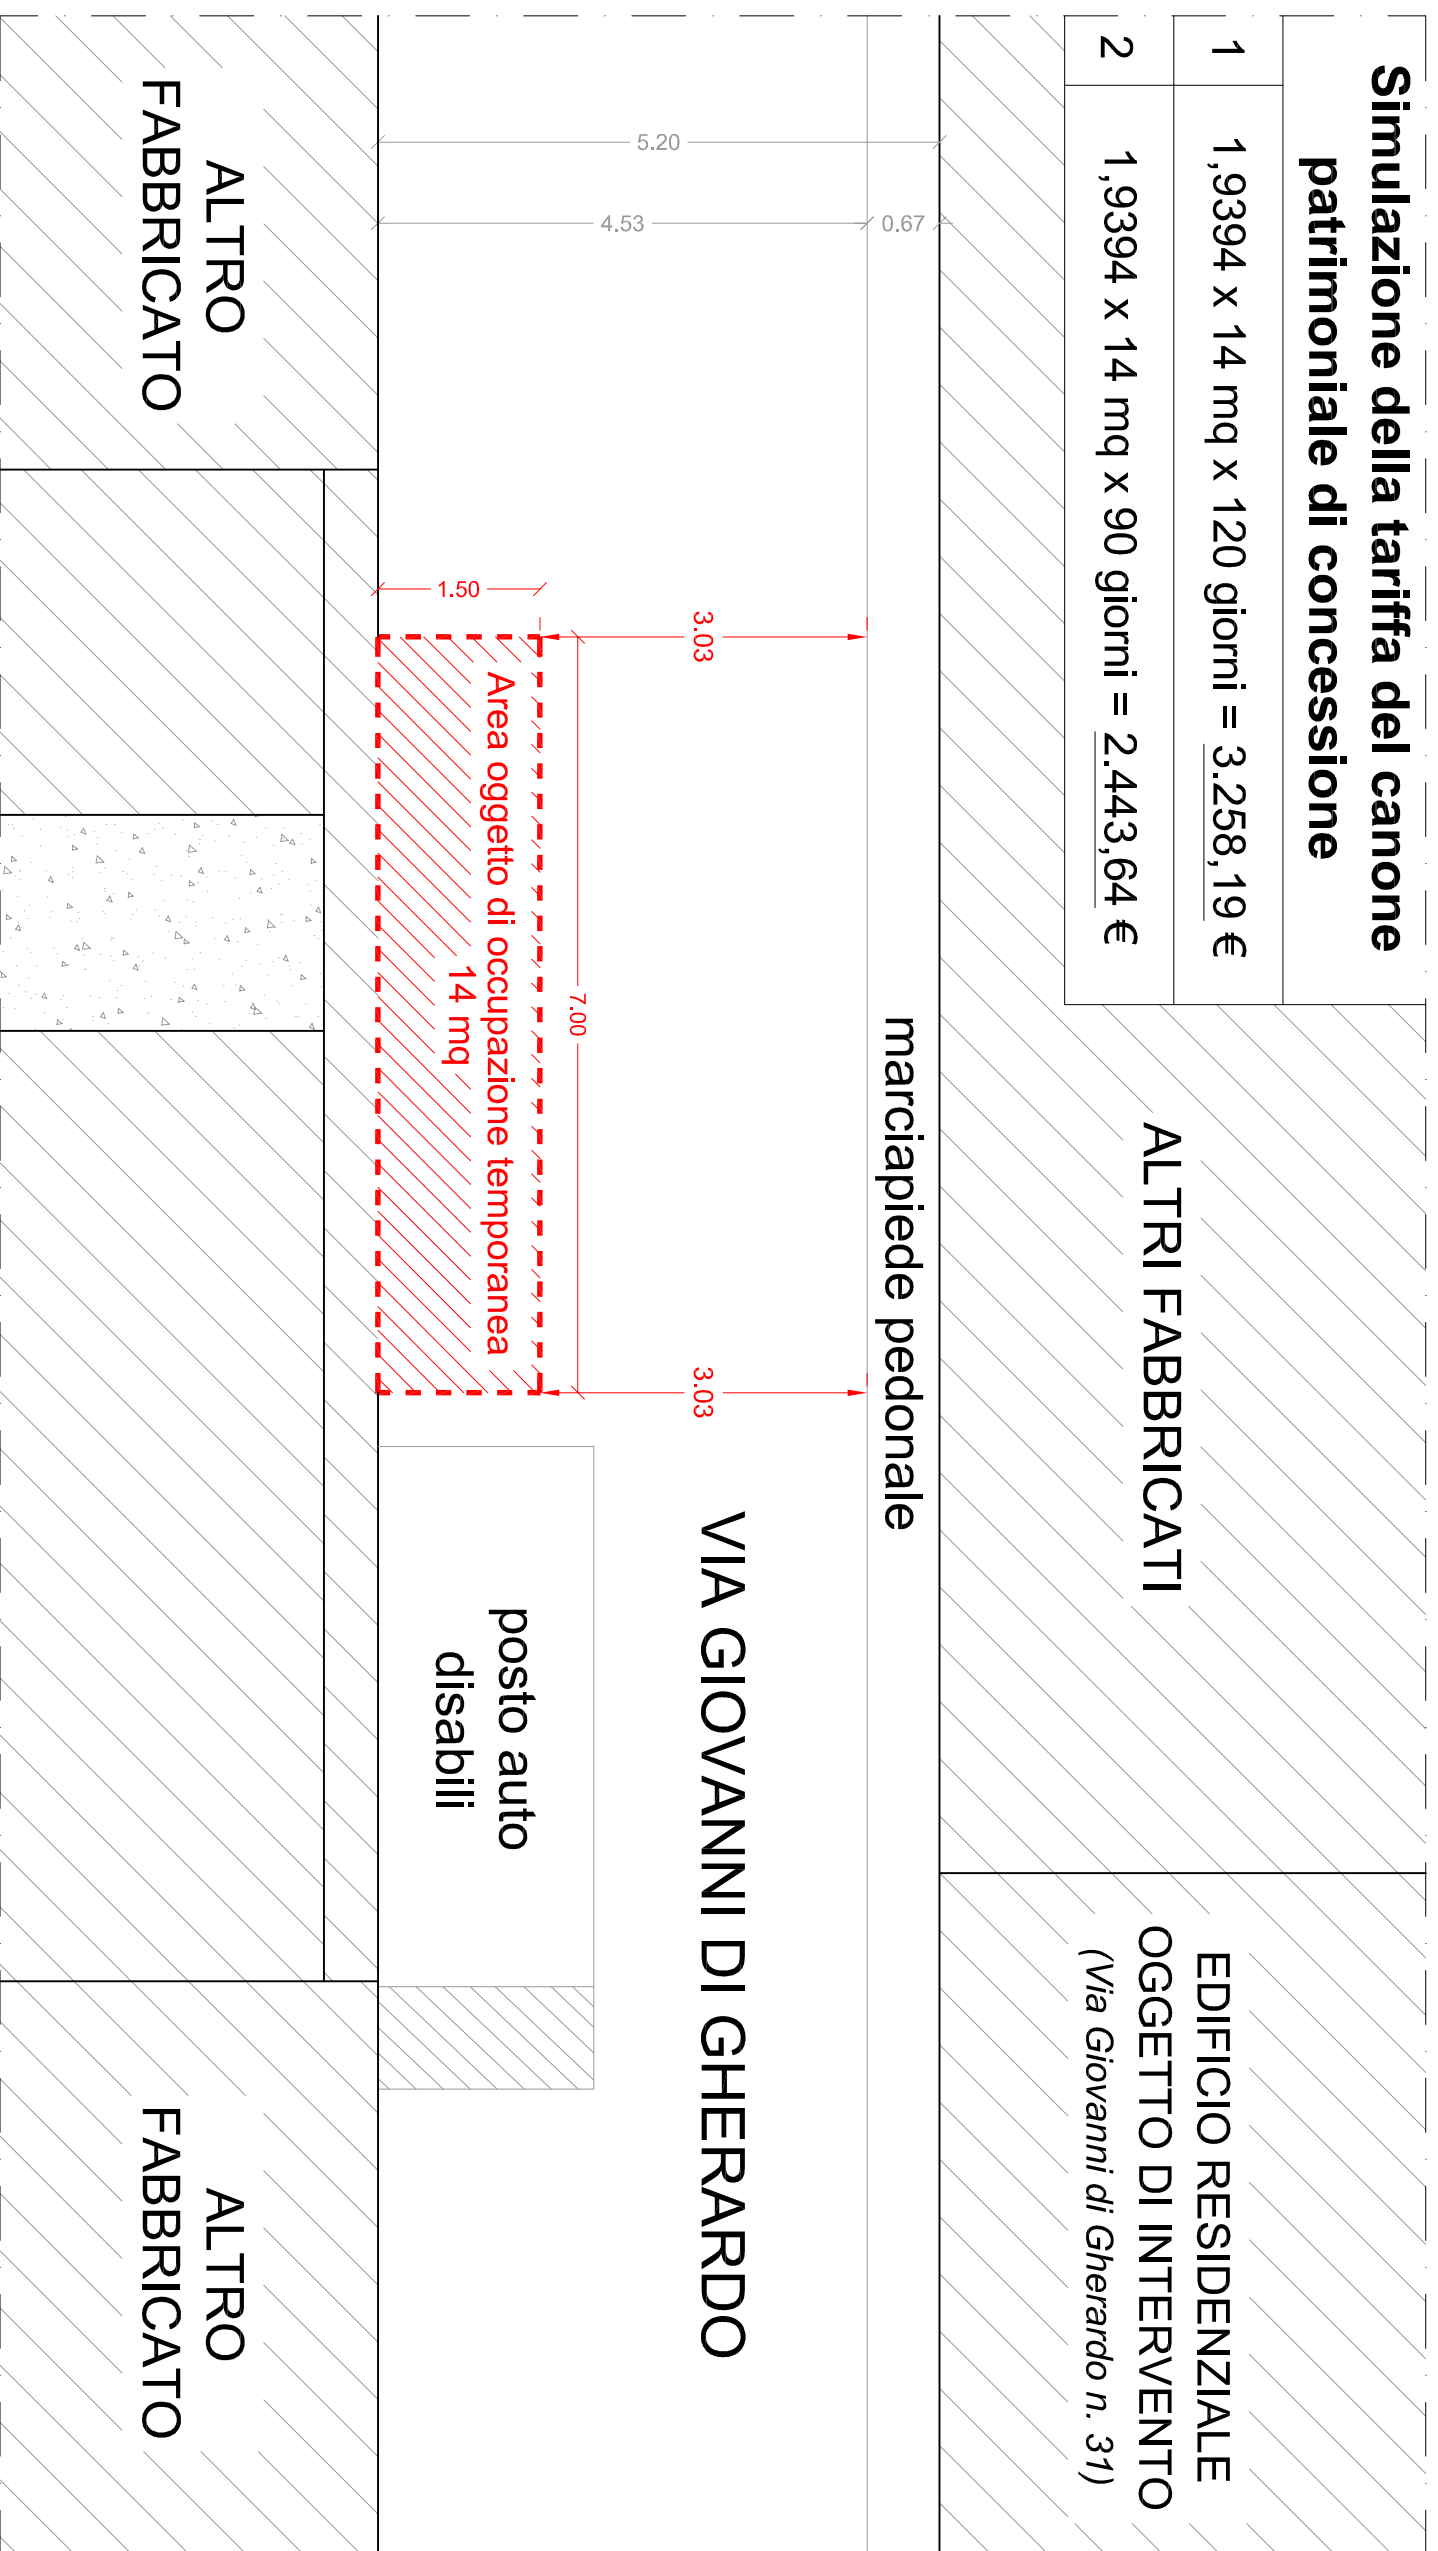 Simulazione della tariffa del canone
patrimoniale di concessione
1 1,9394 x 14 mq x 120 giorni = 3.258,19 €
2 1,9394 x 14 mq x 90 giorni = 2.443,64 €
ALTRI FABBRICATI
EDIFICIO RESIDENZIALE
OGGETTO DI INTERVENTO
(Via Giovanni di Gherardo n. 31)
marciapiede pedonale
5.20
4.53
0.67
VIA GIOVANNI DI GHERARDO
3.03
3.03
7.00
1.50
Area oggetto di occupazione temporanea
14 mq
posto auto
disabili
ALTRO
FABBRICATO
ALTRO
FABBRICATO